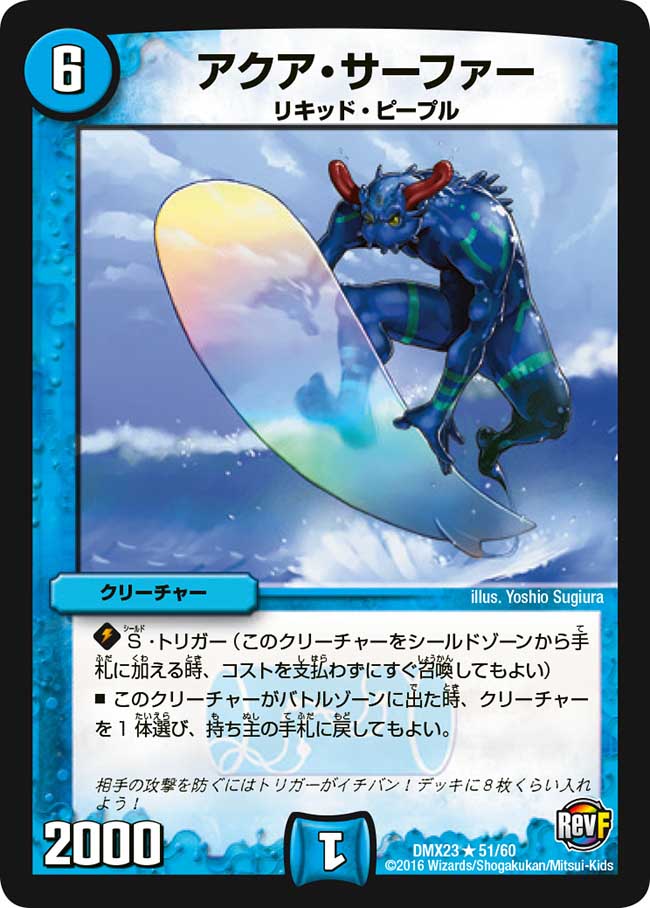 6
アクア・サーファー
リキッド・ピープル
クリーチャー
illus. Yoshio Sugiura
S・トリガー（このクリーチャーをシールドゾーンから手
札に加える時、コストを支払わずにすぐ召喚してもよい）
■ このクリーチャーがバトルゾーンに出た時、クリーチャー
を1体選び、持ち主の手札に戻してもよい。
相手の攻撃を防ぐにはトリガーがイチバン！デッキに８枚くらい入れ
よう！
RevF
2000
1
DMX23★51/60
©2016 Wizards/Shogakukan/Mitsui-Kids